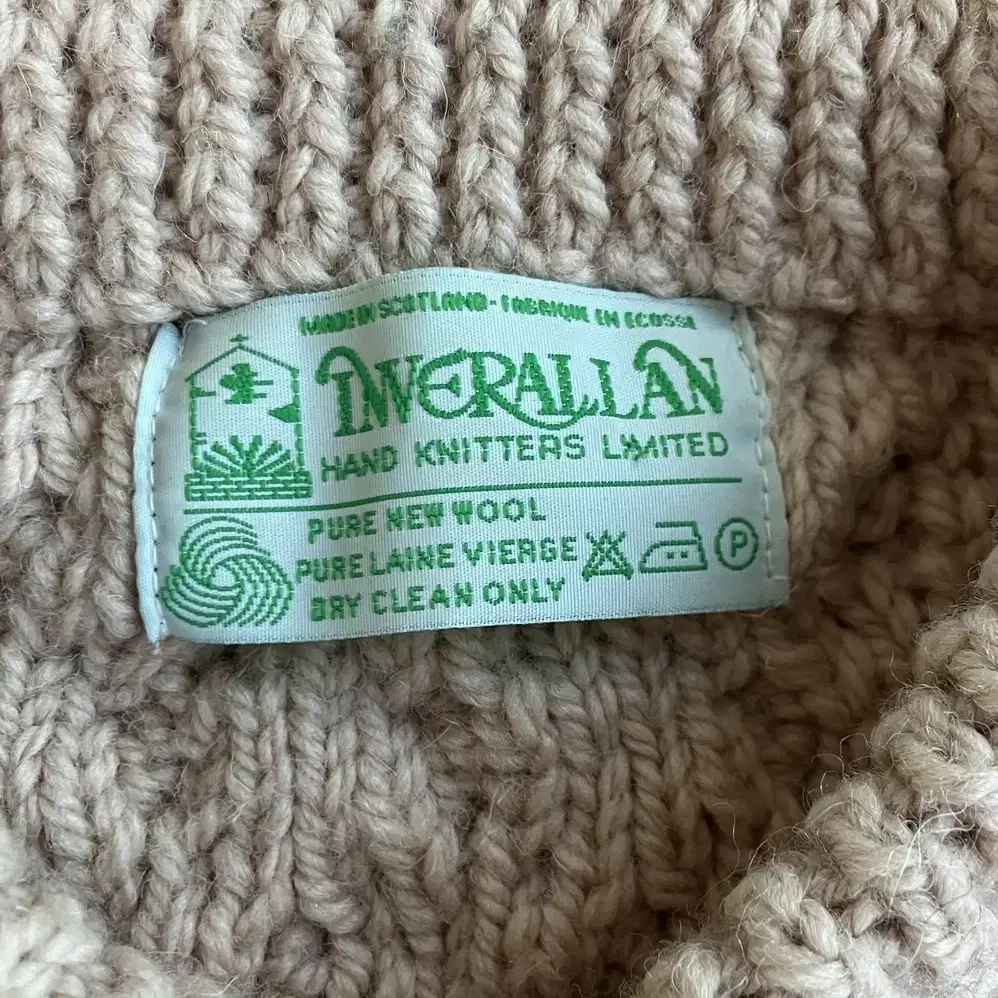 MADE IN SCOTLAND - FABRIQUE EN ECOSSE
INVERALLAN
HAND KNITTERS LIMITED
PURE NEW WOOL
PURE LAINE VIERGE
DRY CLEAN ONLY
P